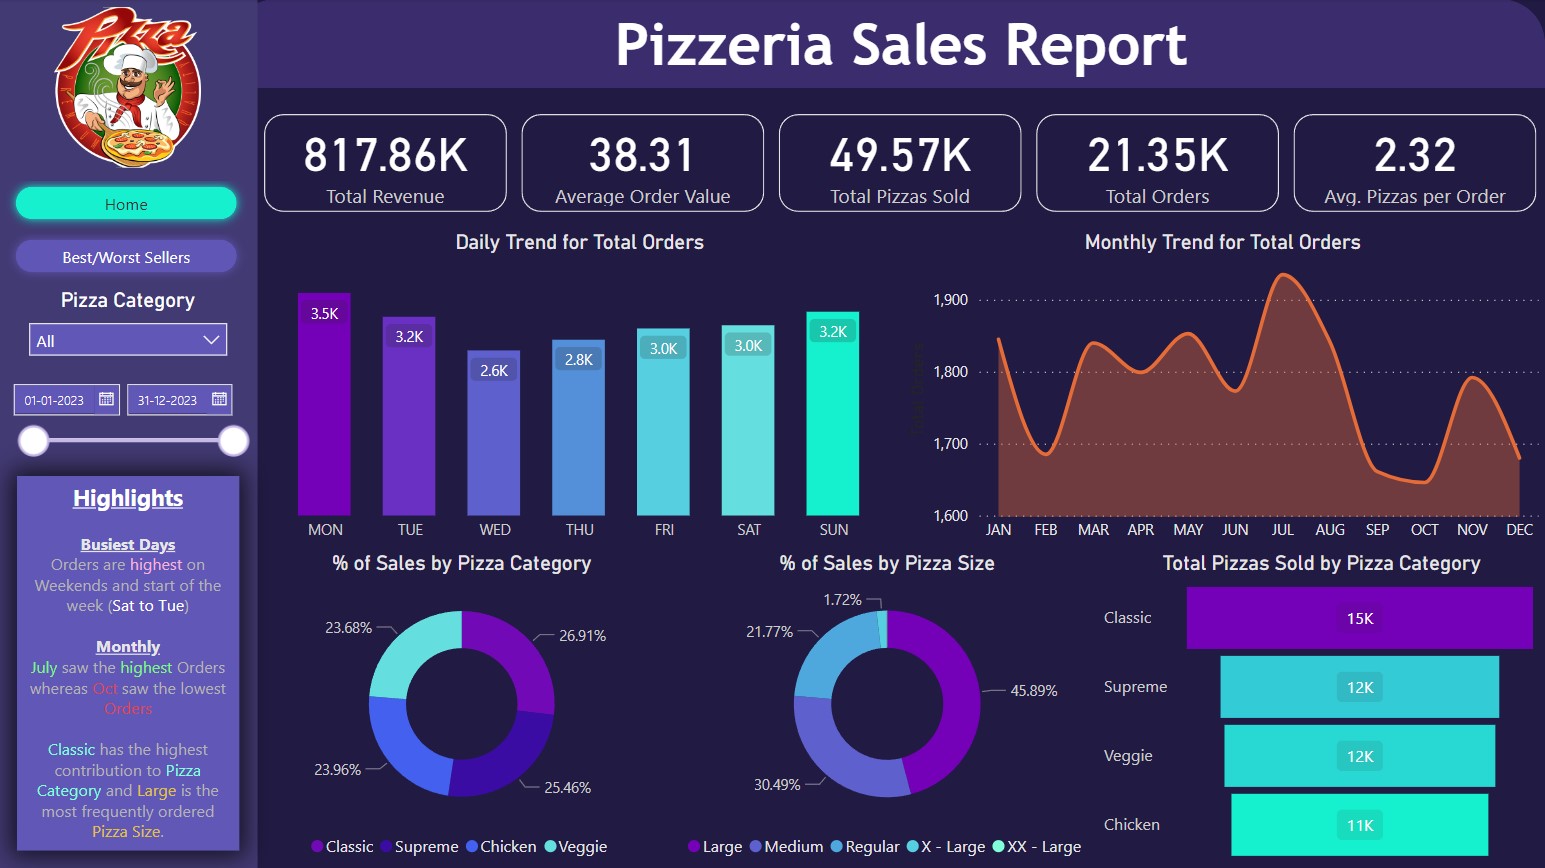 Pizza
Home
Best/Worst Sellers
Pizza Category
All
01-01-2023
31-12-2023
Highlights
Busiest Days
Orders are highest on
Weekends and start of the
week (Sat to Tue)
Monthly
July saw the highest Orders
whereas Oct saw the lowest
Orders
Classic has the highest
contribution to Pizza
Category and Large is the
most frequently ordered
Pizza Size.
Pizzeria Sales Report
817.86K
Total Revenue
38.31
Average Order Value
49.57K
Total Pizzas Sold
21.35K
Total Orders
2.32
Avg. Pizzas per Order
Daily Trend for Total Orders
3.5K
3.2K
2.6K
2.8K
3.0K
3.0K
3.2K
MON TUE WED THU FRI SAT SUN
Monthly Trend for Total Orders
1,900
1,800
1,700
1,600
JAN FEB MAR APR MAY JUN JUL AUG SEP OCT NOV DEC
% of Sales by Pizza Category
23.68%
26.91%
23.96%
25.46%
Classic Supreme Chicken Veggie
% of Sales by Pizza Size
1.72%
21.77%
45.89%
30.49%
Large Medium Regular X - Large XX - Large
Total Pizzas Sold by Pizza Category
Classic 15K
Supreme 12K
Veggie 12K
Chicken 11K